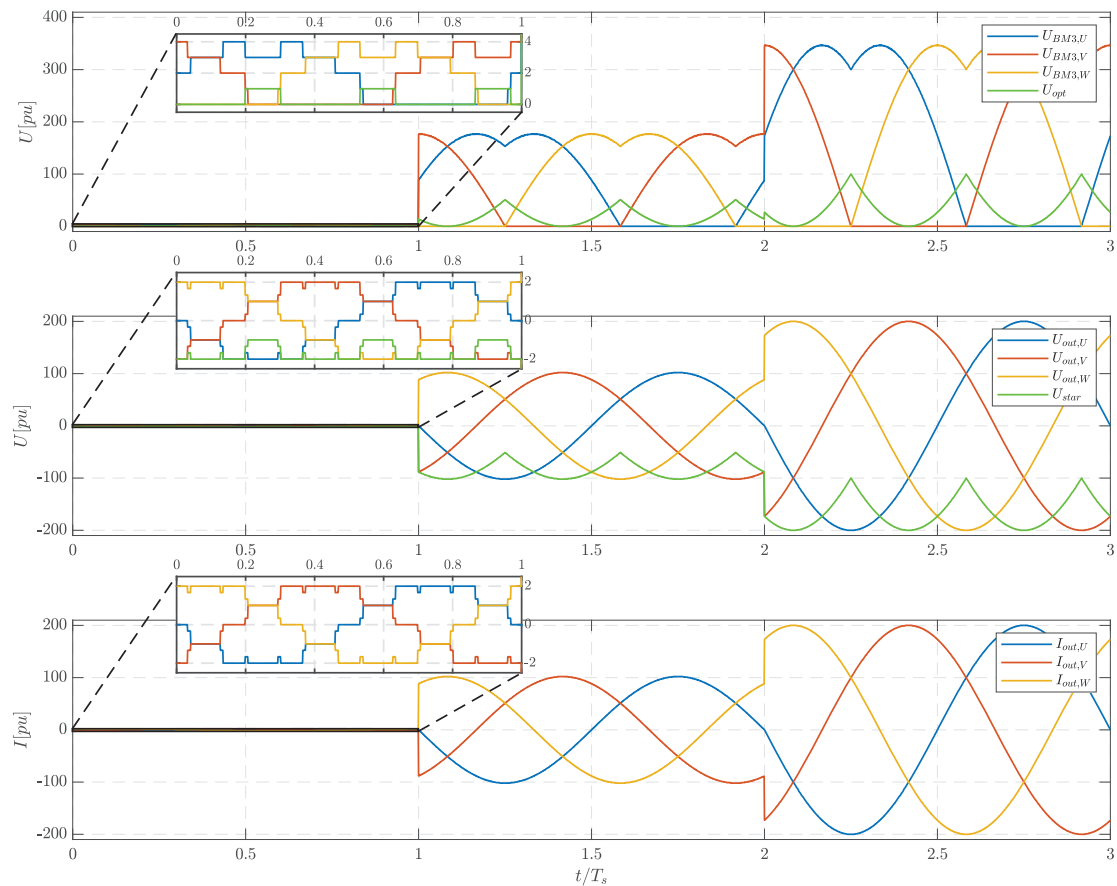 0 0.2 0.4 0.6 0.8 1
400
300
200
100
0
U[pu]
4
2
0
U_{BM3,U}
U_{BM3,V}
U_{BM3,W}
U_{opt}
0 0.5 1 1.5 2 2.5 3
0 0.2 0.4 0.6 0.8 1
200
100
0
-100
-200
U[pu]
2
0
-2
U_{out,U}
U_{out,V}
U_{out,W}
U_{star}
0 0.5 1 1.5 2 2.5 3
0 0.2 0.4 0.6 0.8 1
200
100
0
-100
-200
I[pu]
2
0
-2
I_{out,U}
I_{out,V}
I_{out,W}
0 0.5 1 1.5 2 2.5 3
t/T_s